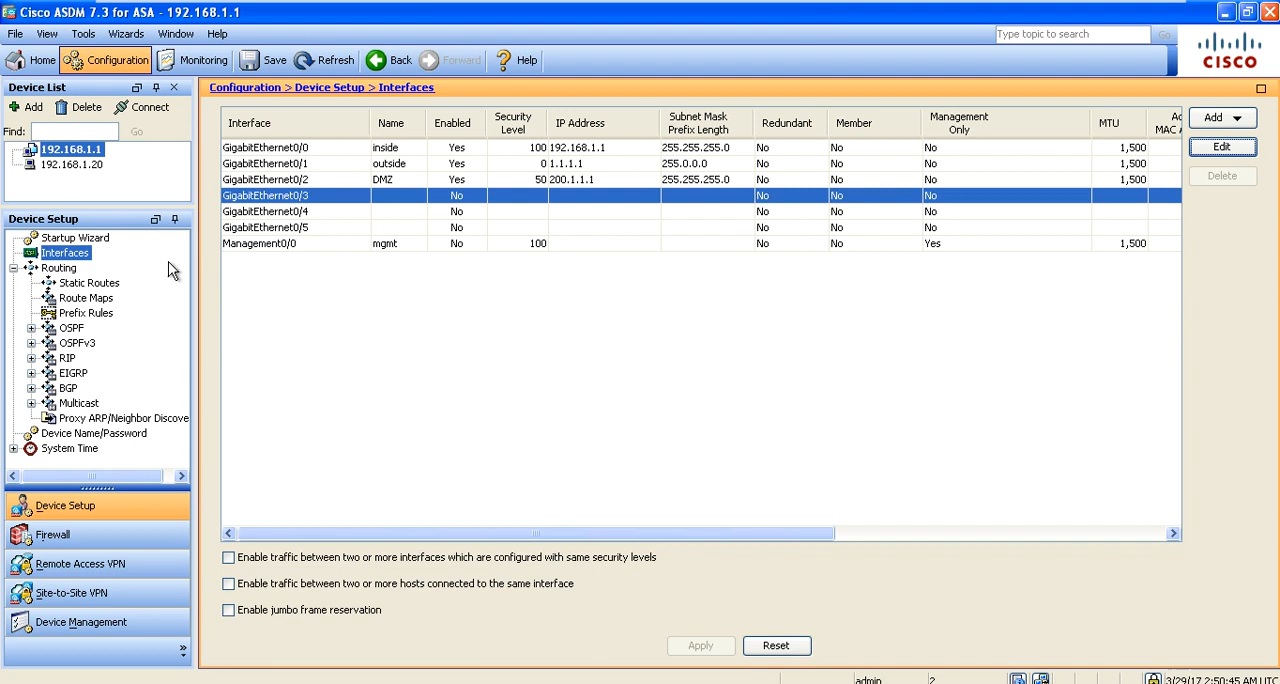 Cisco ASDM 7.3 for ASA - 192.168.1.1
File View Tools Wizards Window Help
Type topic to search Go
Home Configuration Monitoring Save Refresh Back Forward Help
CISCO
Device List
Add Delete Connect
Find: Go
192.168.1.1
192.168.1.20
Device Setup
Startup Wizard
Interfaces
Routing
Static Routes
Route Maps
Prefix Rules
OSPF
OSPFv3
RIP
EIGRP
BGP
Multicast
Proxy ARP/Neighbor Discove
Device Name/Password
System Time
Device Setup
Firewall
Remote Access VPN
Site-to-Site VPN
Device Management
Configuration > Device Setup > Interfaces
Interface Name Enabled Security Level IP Address Subnet Mask Prefix Length Redundant Member Management Only MTU Ac MAC A
GigabitEthernet0/0 inside Yes 100 192.168.1.1 255.255.255.0 No No No 1,500
GigabitEthernet0/1 outside Yes 0 1.1.1.1 255.0.0.0 No No No 1,500
GigabitEthernet0/2 DMZ Yes 50 200.1.1.1 255.255.255.0 No No No 1,500
GigabitEthernet0/3 No No No No
GigabitEthernet0/4 No No No No
GigabitEthernet0/5 No No No No
Management0/0 mgmt No 100 No No Yes 1,500
Add
Edit
Delete
Enable traffic between two or more interfaces which are configured with same security levels
Enable traffic between two or more hosts connected to the same interface
Enable jumbo frame reservation
Apply Reset
admin 2 3/29/17 2:50:45 AM UTC